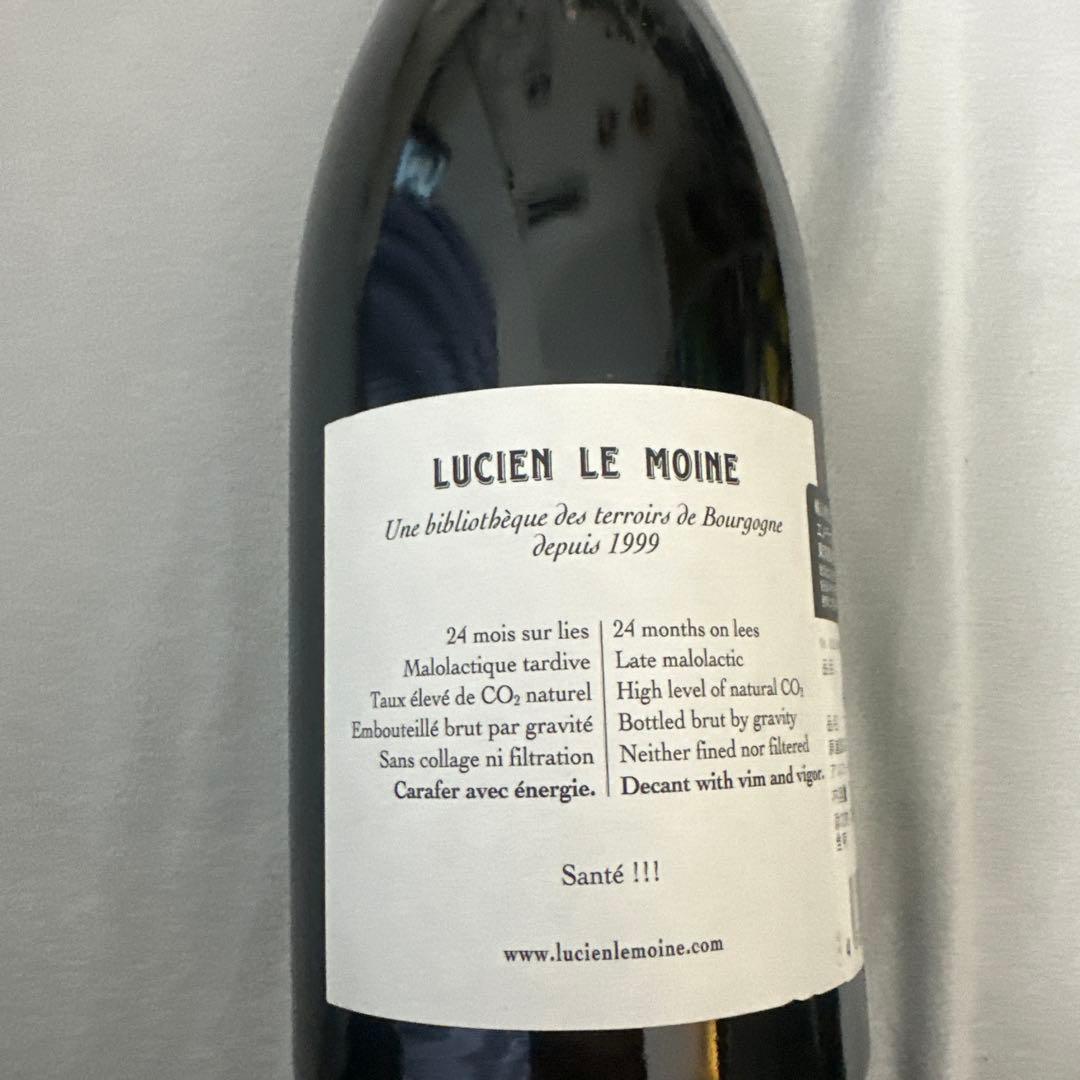 LUCIEN LE MOINE
Une bibliothèque des terroirs de Bourgogne
depuis 1999
24 mois sur lies
Malolactique tardive
Taux élevé de CO₂ naturel
Embouteillé brut par gravité
Sans collage ni filtration
Carafer avec énergie.
24 months on lees
Late malolactic
High level of natural CO₂
Bottled brut by gravity
Neither fined nor filtered
Decant with vim and vigor.
Santé !!!
www.lucienlemoine.com